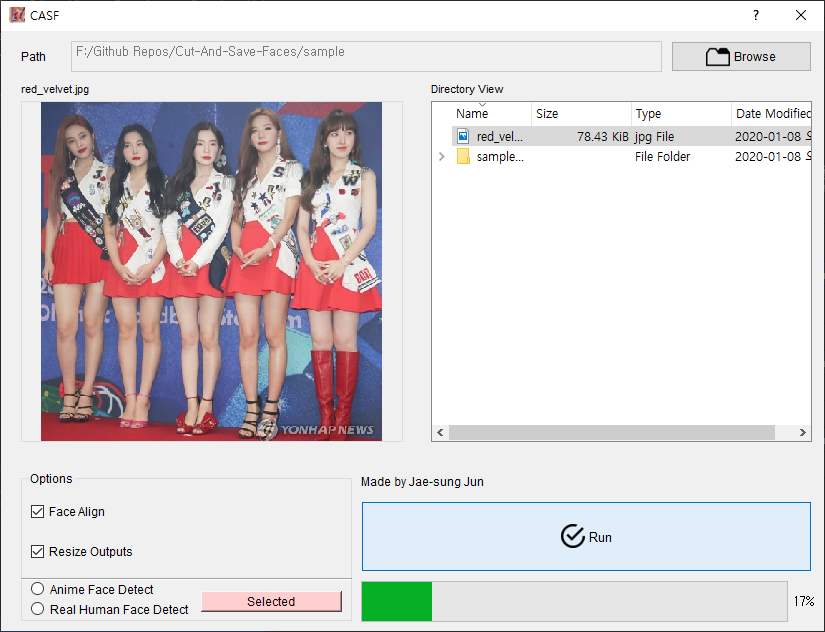 CASF
?
Path
F:/Github Repos/Cut-And-Save-Faces/sample
Browse
red_velvet.jpg
Directory View
Name Size Type Date Modified
red_vel... 78.43 KiB jpg File 2020-01-08
sample... File Folder 2020-01-08
YONHAP NEWS
Options
Face Align
Resize Outputs
Anime Face Detect
Real Human Face Detect
Selected
Made by Jae-sung Jun
Run
17%